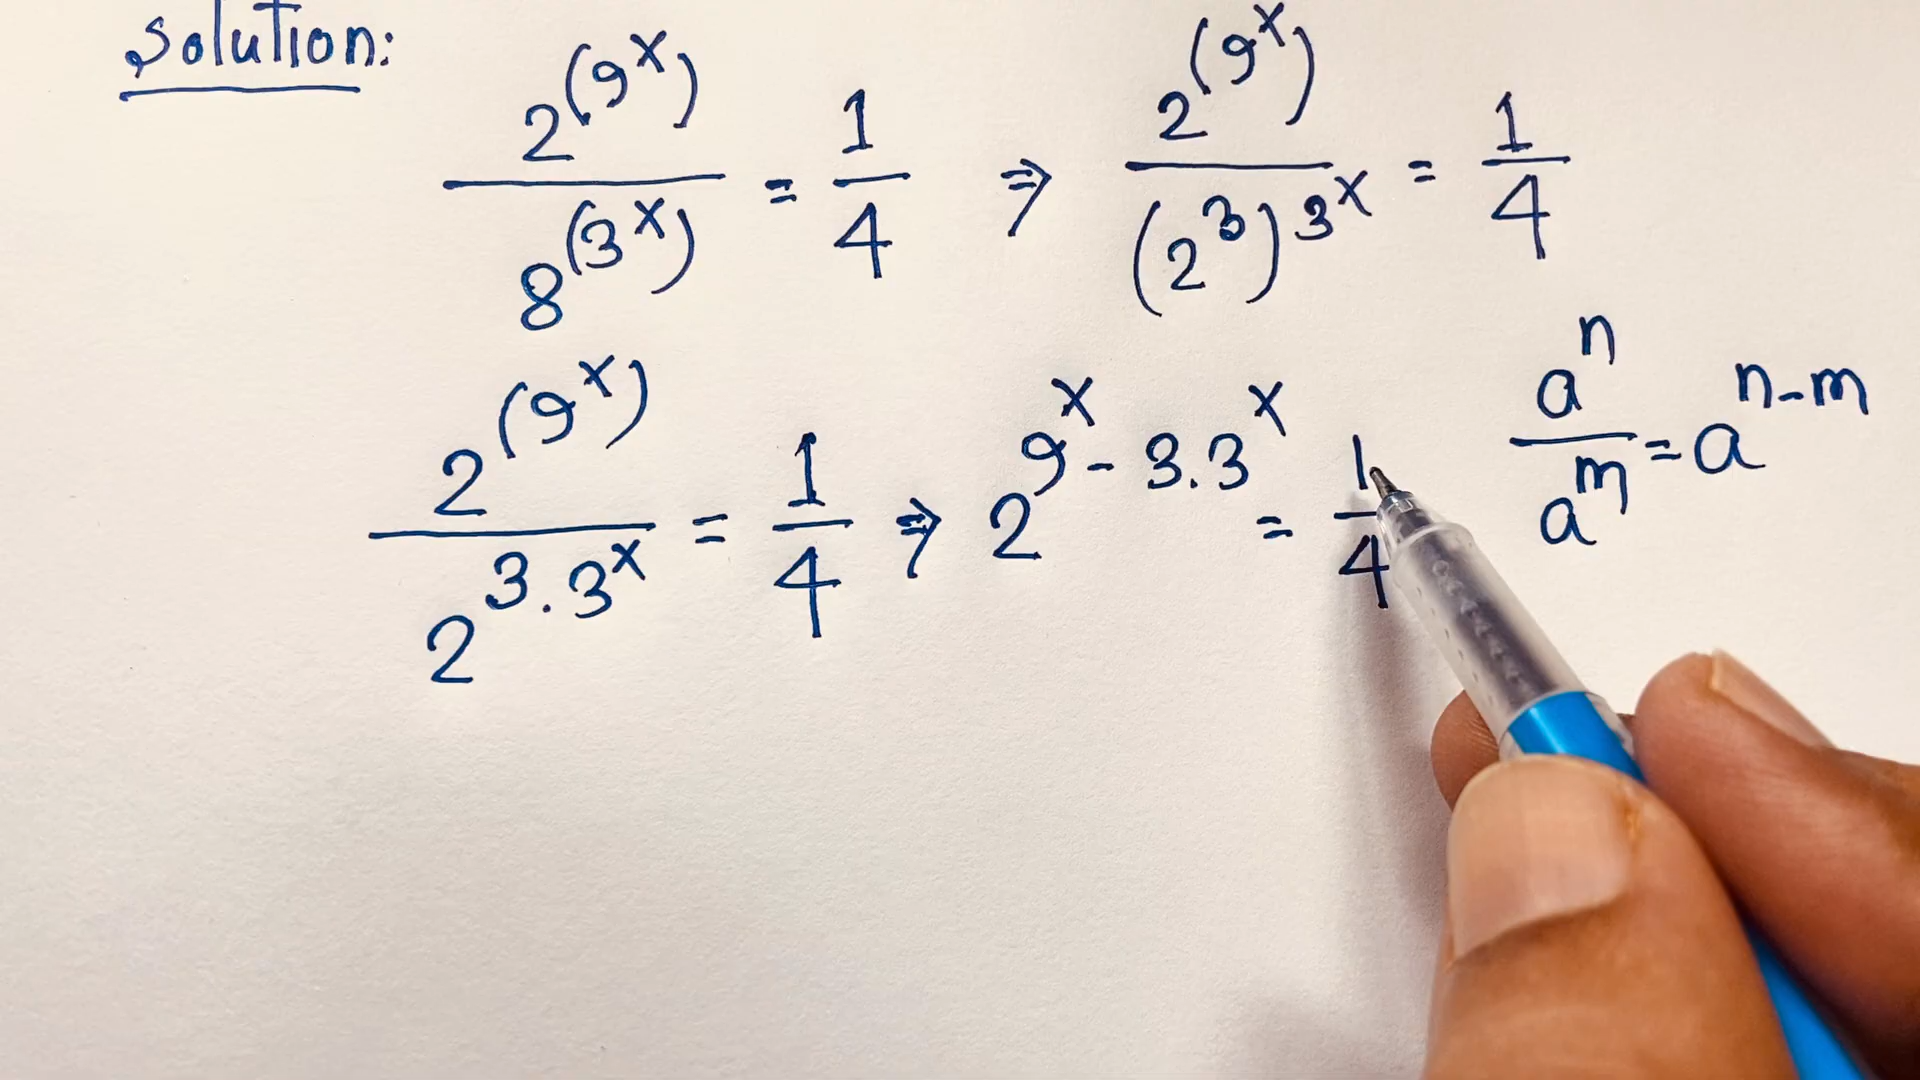 Solution:
2^(9^x) / 8^(3^x) = 1/4 ⇒ 2^(9^x) / (2^3)^3^x = 1/4
2^(9^x) / 2^3.3^x = 1/4 ⇒ 2^9^x - 3.3^x = 1/4
a^n / a^m = a^n-m